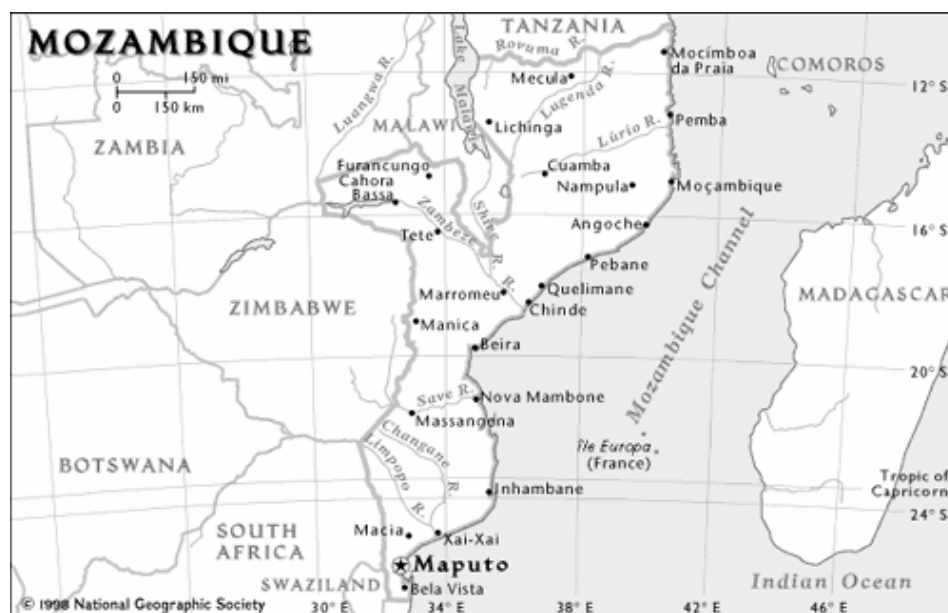 MOZAMBIQUE
0 150 mi
0 150 km
TANZANIA
Rovuma R.
Mocímboa
da Praia
COMOROS
12° S
Mecula
Lugenda R.
Luangwa R.
Lake Malawi
MALAWI
Lichinga
Lúrio R.
Pemba
ZAMBIA
Furancungo
Cahora
Bassa
Cuamba
Nampula
Moçambique
Zambeze R.
Shire R.
Angoche
16° S
Tete
Pebane
Mozambique Channel
Marromeu
Quelimane
Chinde
MADAGASCAR
ZIMBABWE
Manica
Beira
20° S
Save R.
Nova Mambone
Massangena
Changane R.
Limpopo R.
Île Europa
(France)
BOTSWANA
Inhambane
Tropic of
Capricorn
24° S
SOUTH
AFRICA
Macia
Xai-Xai
Maputo
SWAZILAND
Bela Vista
Indian Ocean
© 1998 National Geographic Society
30° E 34° E 38° E 42° E 46° E